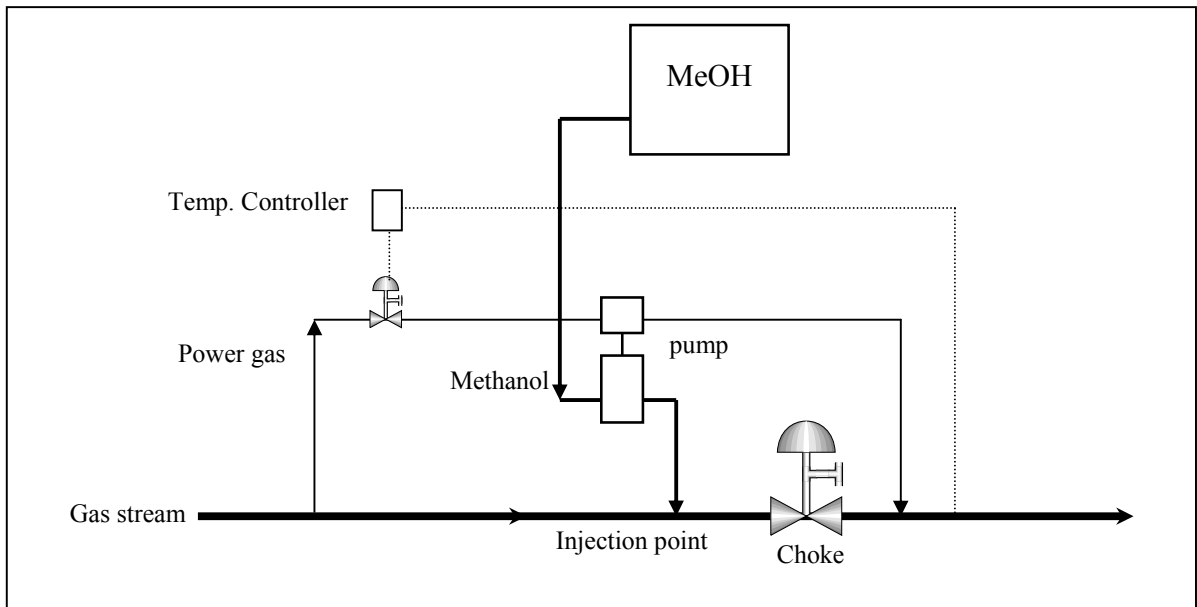 MeOH
Temp. Controller
Power gas
pump
Methanol
Gas stream
Injection point
Choke